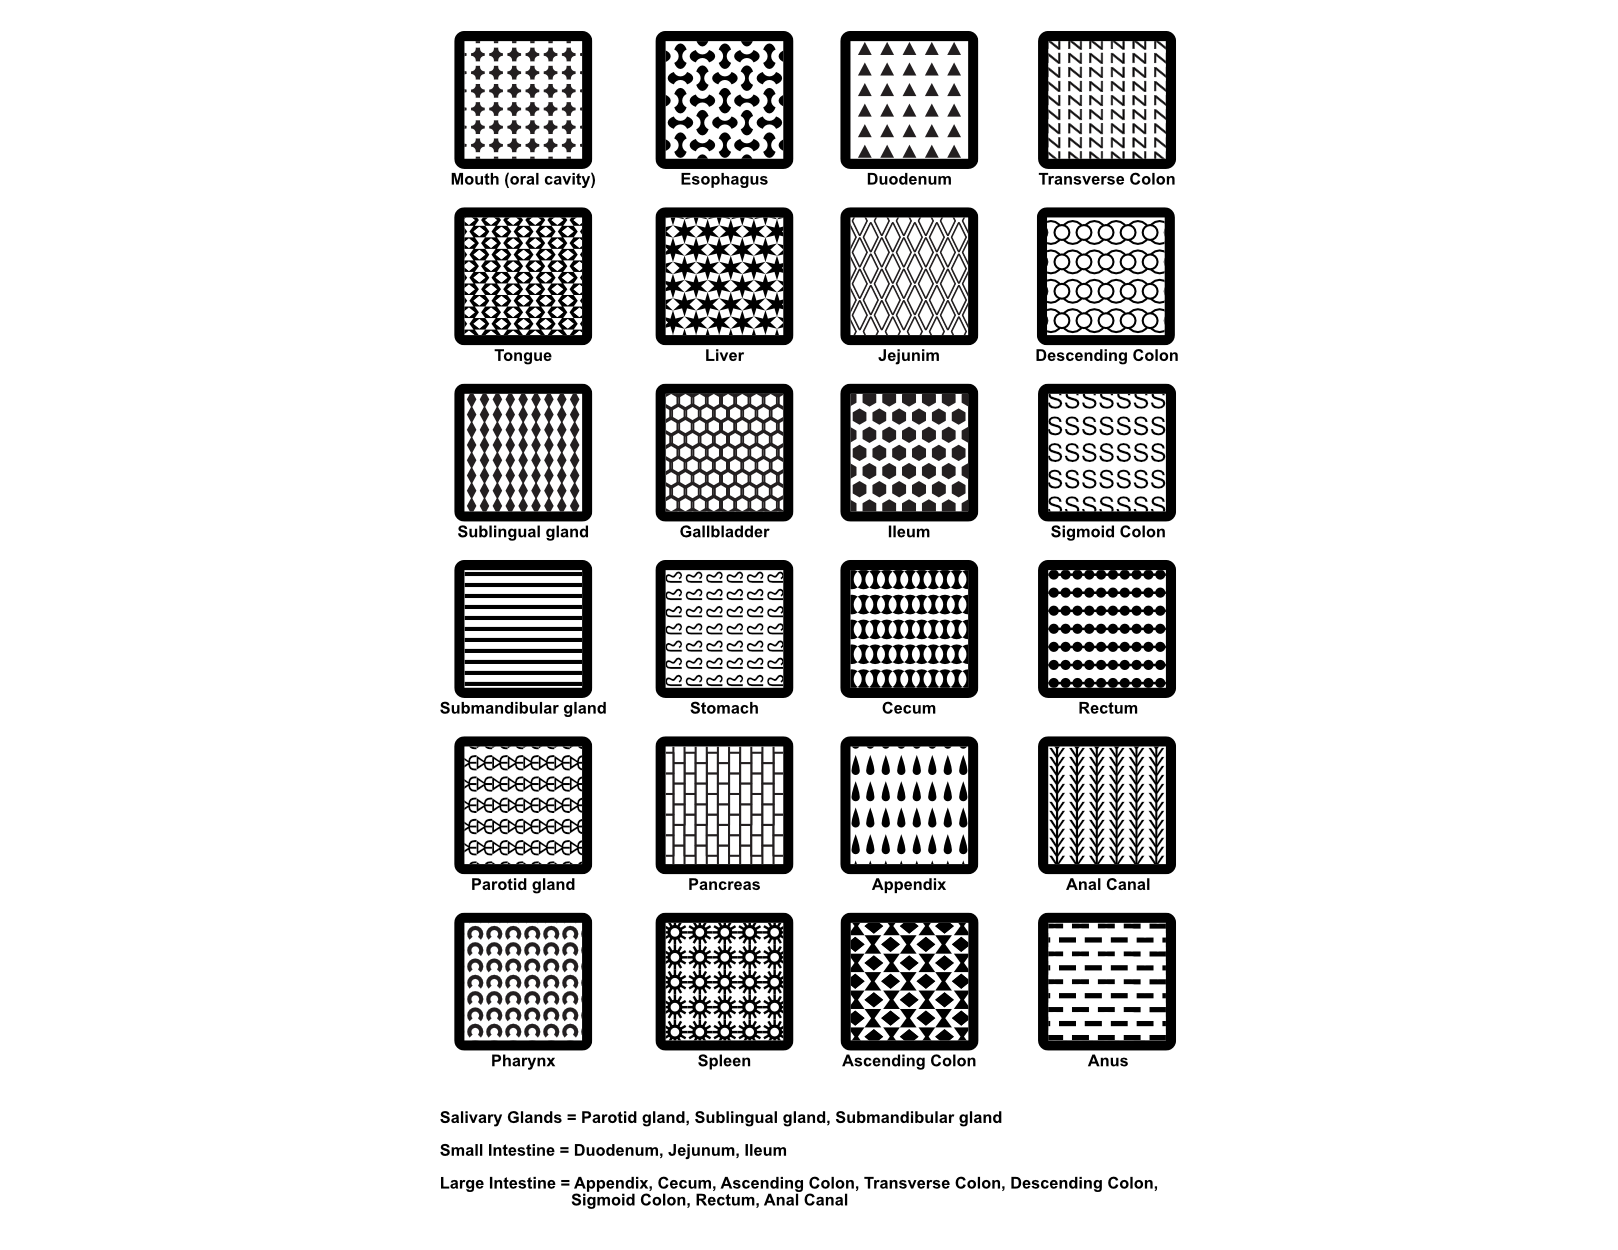 Mouth (oral cavity)
Esophagus
Duodenum
Transverse Colon
Tongue
Liver
Jejunim
Descending Colon
Sublingual gland
Gallbladder
Ileum
Sigmoid Colon
Submandibular gland
Stomach
Cecum
Rectum
Parotid gland
Pancreas
Appendix
Anal Canal
Pharynx
Spleen
Ascending Colon
Anus
Salivary Glands = Parotid gland, Sublingual gland, Submandibular gland
Small Intestine = Duodenum, Jejunum, Ileum
Large Intestine = Appendix, Cecum, Ascending Colon, Transverse Colon, Descending Colon,
Sigmoid Colon, Rectum, Anal Canal